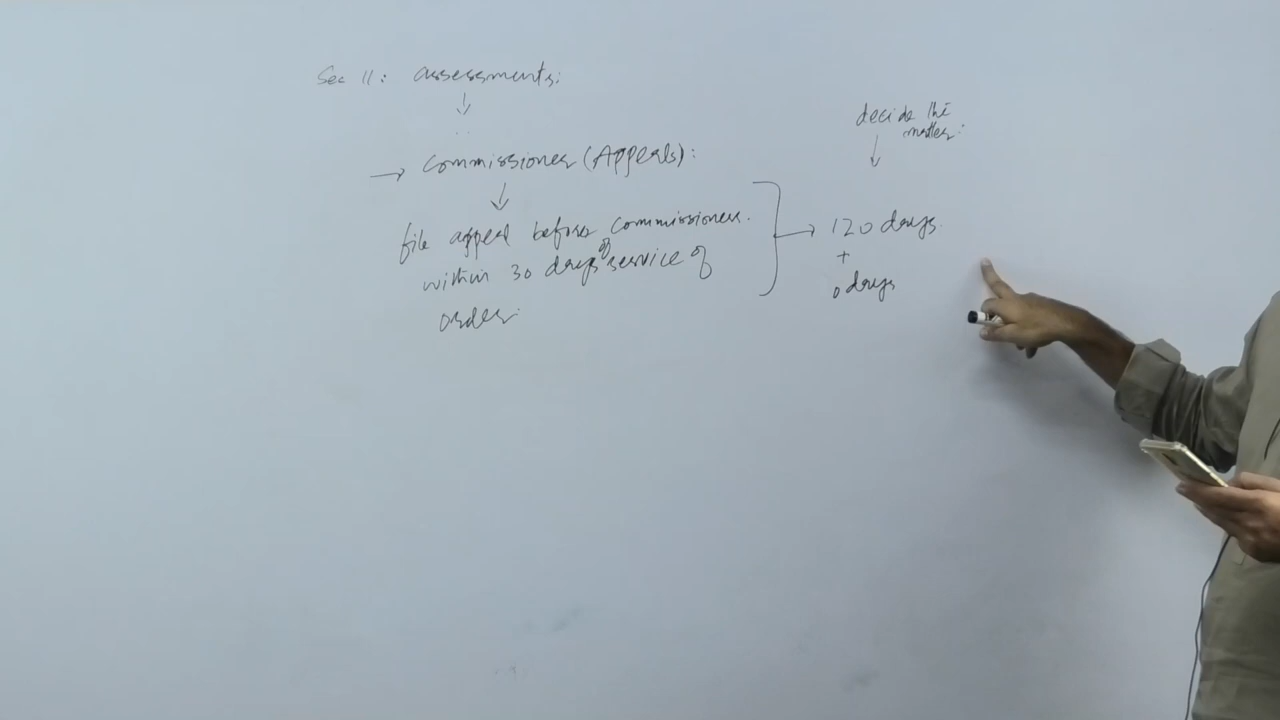 Sec 11: assessments:
Commissioner (Appeals):
file appeal before commissioner.
within 30 days of service of
order.
decide the
matter:
120 days
+
0 days